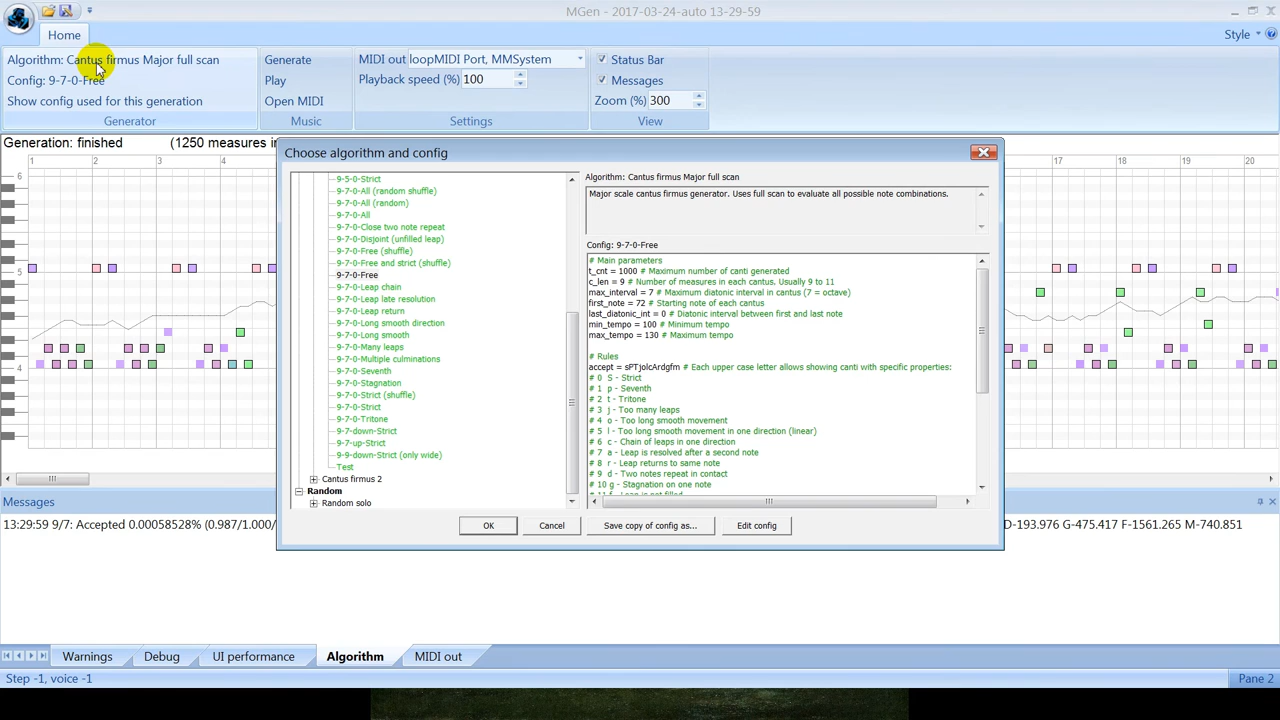 MGen - 2017-03-24-auto 13-29-59
Home
Style
Algorithm: Cantus firmus Major full scan
Config: 9-7-0-Free
Show config used for this generation
Generator
Generate
Play
Open MIDI
Music
MIDI out loopMIDI Port, MMSystem
Playback speed (%) 100
Settings
Status Bar
Messages
Zoom (%) 300
View
Generation: finished (1250 measures in
1 2 3 4 17 18 19 20
6
5
4
Choose algorithm and config
9-5-0-Strict
9-7-0-All (random shuffle)
9-7-0-All (random)
9-7-0-All
9-7-0-Close two note repeat
9-7-0-Disjoint (unfilled leap)
9-7-0-Free (shuffle)
9-7-0-Free and strict (shuffle)
9-7-0-Free
9-7-0-Leap chain
9-7-0-Leap late resolution
9-7-0-Leap return
9-7-0-Long smooth direction
9-7-0-Long smooth
9-7-0-Many leaps
9-7-0-Multiple culminations
9-7-0-Seventh
9-7-0-Stagnation
9-7-0-Strict (shuffle)
9-7-0-Strict
9-7-0-Tritone
9-7-down-Strict
9-7-up-Strict
9-9-down-Strict (only wide)
Test
Cantus firmus 2
Random
Random solo
Algorithm: Cantus firmus Major full scan
Major scale cantus firmus generator. Uses full scan to evaluate all possible note combinations.
Config: 9-7-0-Free
# Main parameters
t_cnt = 1000 # Maximum number of canti generated
c_len = 9 # Number of measures in each cantus. Usually 9 to 11
max_interval = 7 # Maximum diatonic interval in cantus (7 = octave)
first_note = 72 # Starting note of each cantus
last_diatonic_int = 0 # Diatonic interval between first and last note
min_tempo = 100 # Minimum tempo
max_tempo = 130 # Maximum tempo
# Rules
accept = sPTjolcArdgfm # Each upper case letter allows showing canti with specific properties:
# 0 S - Strict
# 1 p - Seventh
# 2 t - Tritone
# 3 j - Too many leaps
# 4 o - Too long smooth movement
# 5 l - Too long smooth movement in one direction (linear)
# 6 c - Chain of leaps in one direction
# 7 a - Leap is resolved after a second note
# 8 r - Leap returns to same note
# 9 d - Two notes repeat in contact
# 10 g - Stagnation on one note
# 11 f - Leap is not filled
OK
Cancel
Save copy of config as...
Edit config
Messages
13:29:59 9/7: Accepted 0.00058528% (0.987/1.000/
D-193.976 G-475.417 F-1561.265 M-740.851
Warnings
Debug
UI performance
Algorithm
MIDI out
Step -1, voice -1
Pane 2